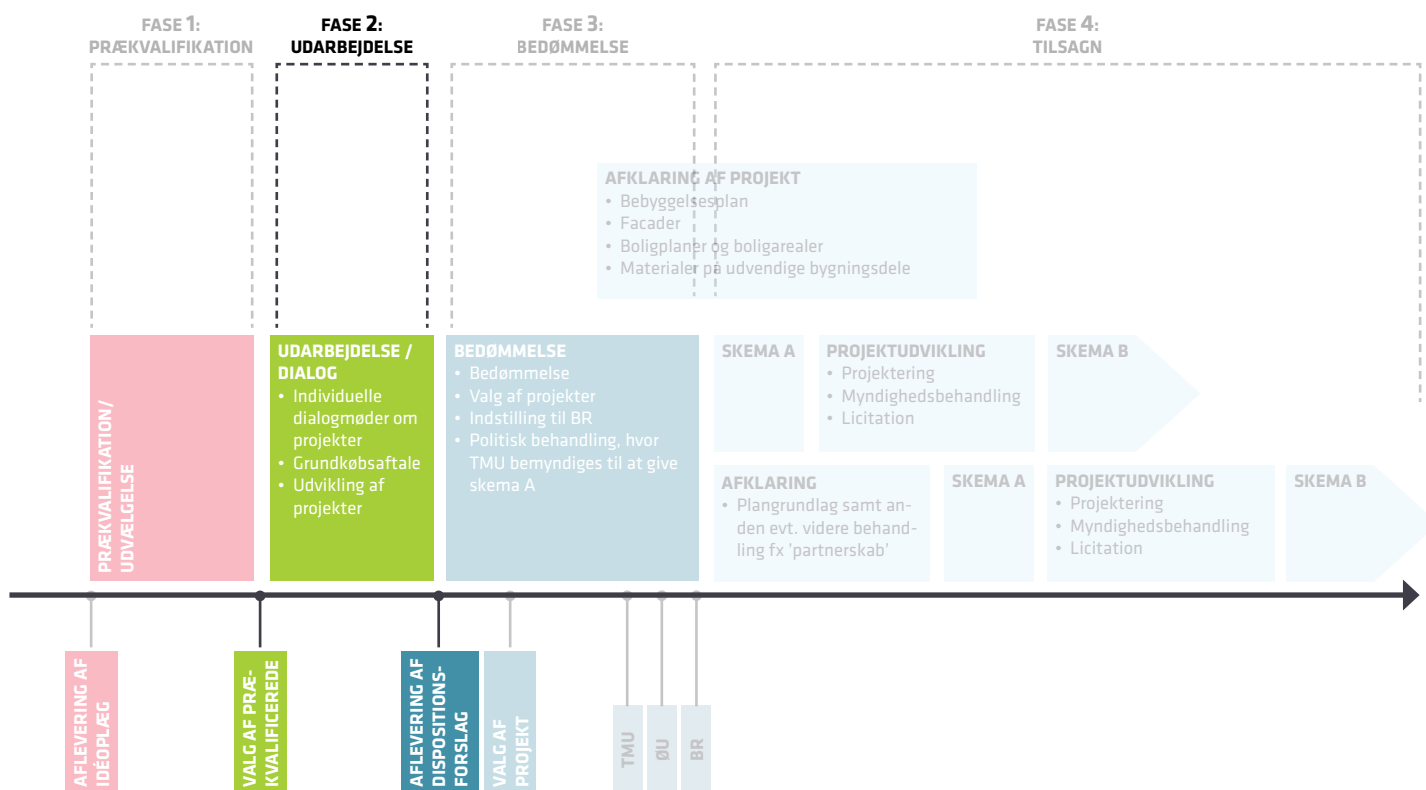 FASE 1:
PRÆKVALIFIKATION
FASE 2:
UDARBEJDELSE
FASE 3:
BEDØMMELSE
FASE 4:
TILSAGN
AFKLARING AF PROJEKT
• Bebyggelsesplan
• Facader
• Boligplaner og boligarealer
• Materialer på udvendige bygningsdele
PRÆKVALIFIKATION/
UDVÆLGELSE
UDARBEJDELSE /
DIALOG
• Individuelle
dialogmøder om
projekter
• Grundkøbsaftale
• Udvikling af
projekter
BEDØMMELSE
• Bedømmelse
• Valg af projekter
• Indstilling til BR
• Politisk behandling, hvor
TMU bemyndiges til at give
skema A
SKEMA A
PROJEKTUDVIKLING
• Projektering
• Myndighedsbehandling
• Licitation
SKEMA B
AFKLARING
• Plangrundlag samt an-
den evt. videre behand-
ling fx 'partnerskab'
SKEMA A
PROJEKTUDVIKLING
• Projektering
• Myndighedsbehandling
• Licitation
SKEMA B
AFLEVERING AF
IDÉOPLÆG
VALG AF PRÆ-
KVALIFICEREDE
AFLEVERING AF
DISPOSITIONS-
FORSLAG
VALG AF
PROJEKT
TMU
ØU
BR